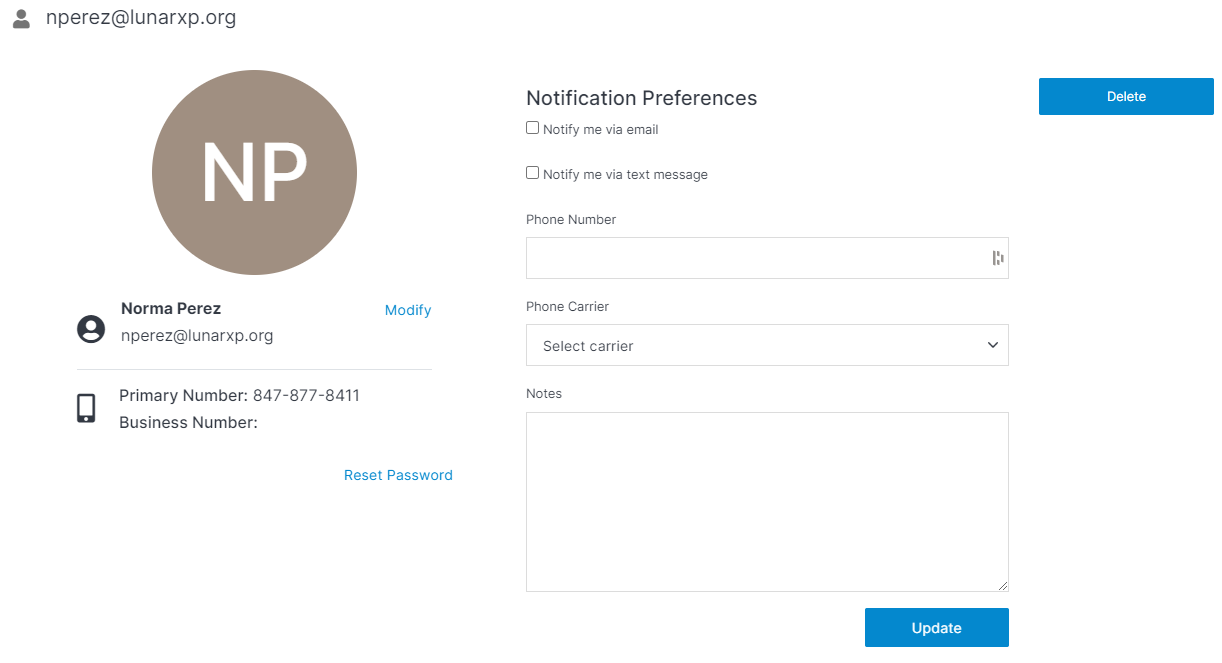 nperez@lunarxp.org
NP
Norma Perez
Modify
nperez@lunarxp.org
Primary Number: 847-877-8411
Business Number:
Reset Password
Notification Preferences
Notify me via email
Notify me via text message
Phone Number
Phone Carrier
Select carrier
Notes
Update
Delete